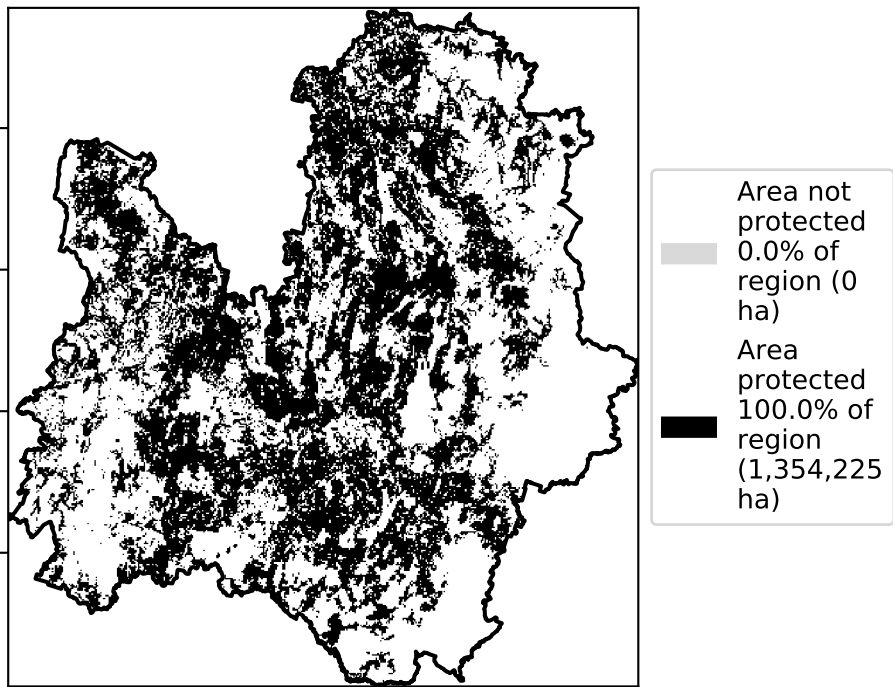 Area not
protected
0.0% of
region (0
ha)
Area
protected
100.0% of
region
(1,354,225
ha)